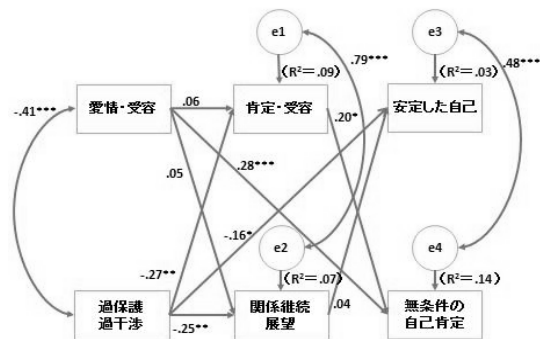 e1
e3
.79***
.48***
-.41***
(R²=.09)
(R²=.03)
愛情・受容
.06
肯定・受容
安定した自己
.20*
.05
.28***
-.16*
e2
e4
-.27**
(R²=.07)
(R²=.14)
過保護
過干渉
-.25**
関係継続
展望
.04
無条件の
自己肯定